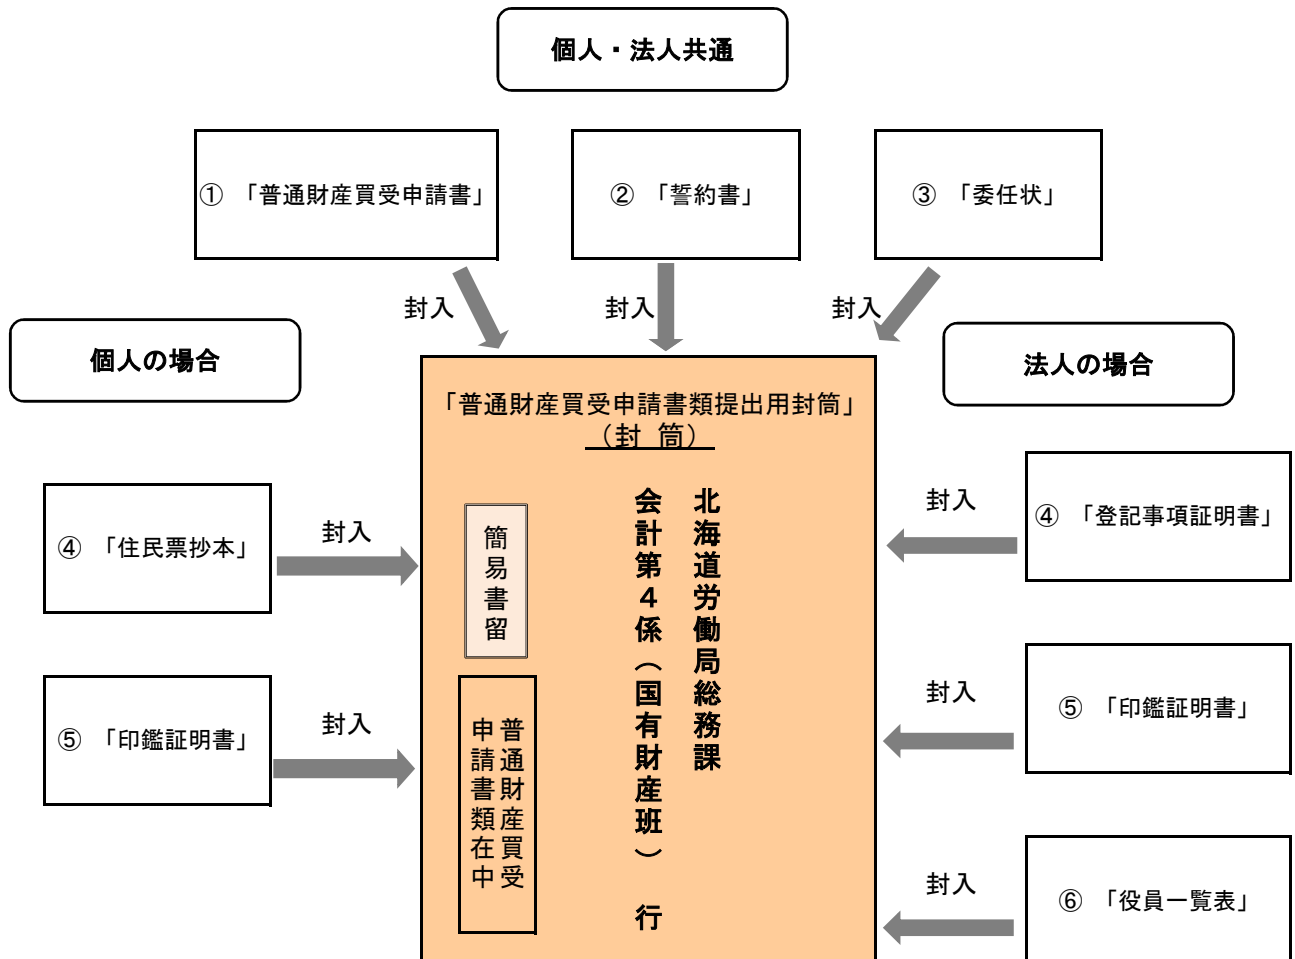 個人・法人共通
① 「普通財産買受申請書」
② 「誓約書」
③ 「委任状」
封入
封入
封入
個人の場合
法人の場合
「普通財産買受申請書類提出用封筒」
（封 筒）
北海道労働局総務課
会計第４係（国有財産班） 行
簡易書留
普通財産買受
申請書類在中
④ 「住民票抄本」
封入
⑤ 「印鑑証明書」
封入
封入
④ 「登記事項証明書」
封入
⑤ 「印鑑証明書」
封入
⑥ 「役員一覧表」